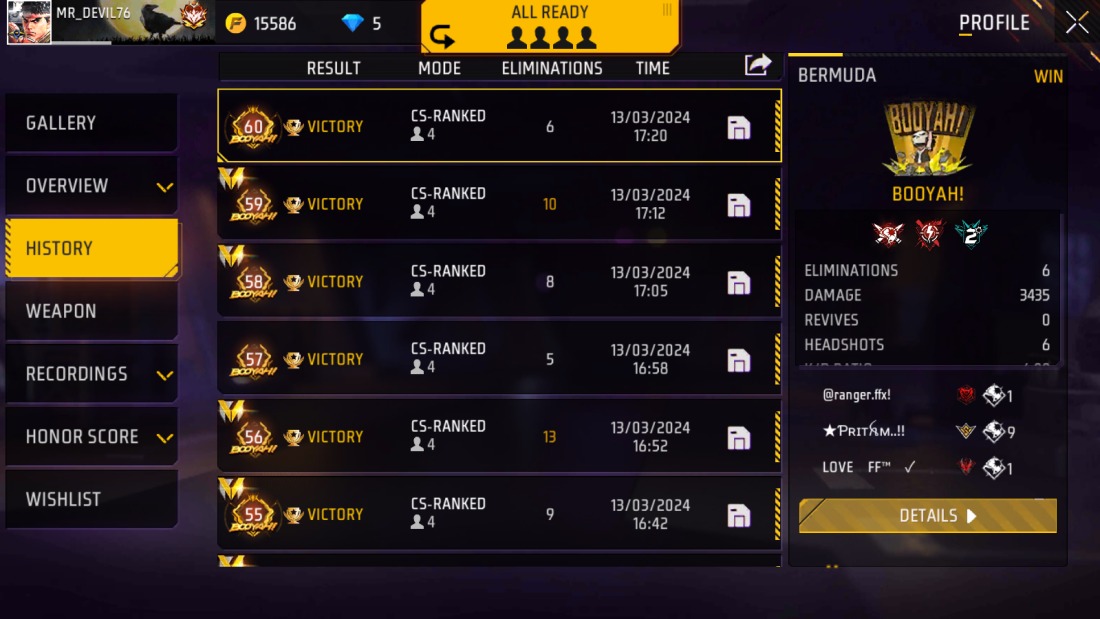 MR_DEVIL76
15586
5
ALL READY
PROFILE
RESULT MODE ELIMINATIONS TIME
GALLERY
OVERVIEW
HISTORY
WEAPON
RECORDINGS
HONOR SCORE
WISHLIST
60 BOOYAH! VICTORY CS-RANKED 4 6 13/03/2024 17:20
59 BOOYAH! VICTORY CS-RANKED 4 10 13/03/2024 17:12
58 BOOYAH! VICTORY CS-RANKED 4 8 13/03/2024 17:05
57 BOOYAH! VICTORY CS-RANKED 4 5 13/03/2024 16:58
56 BOOYAH! VICTORY CS-RANKED 4 13 13/03/2024 16:52
55 BOOYAH! VICTORY CS-RANKED 4 9 13/03/2024 16:42
BERMUDA WIN
BOOYAH!
BOOYAH!
2
ELIMINATIONS 6
DAMAGE 3435
REVIVES 0
HEADSHOTS 6
@ranger.ffx! 1
★Pritam..!! 9
LOVE FF™ ✓ 1
DETAILS